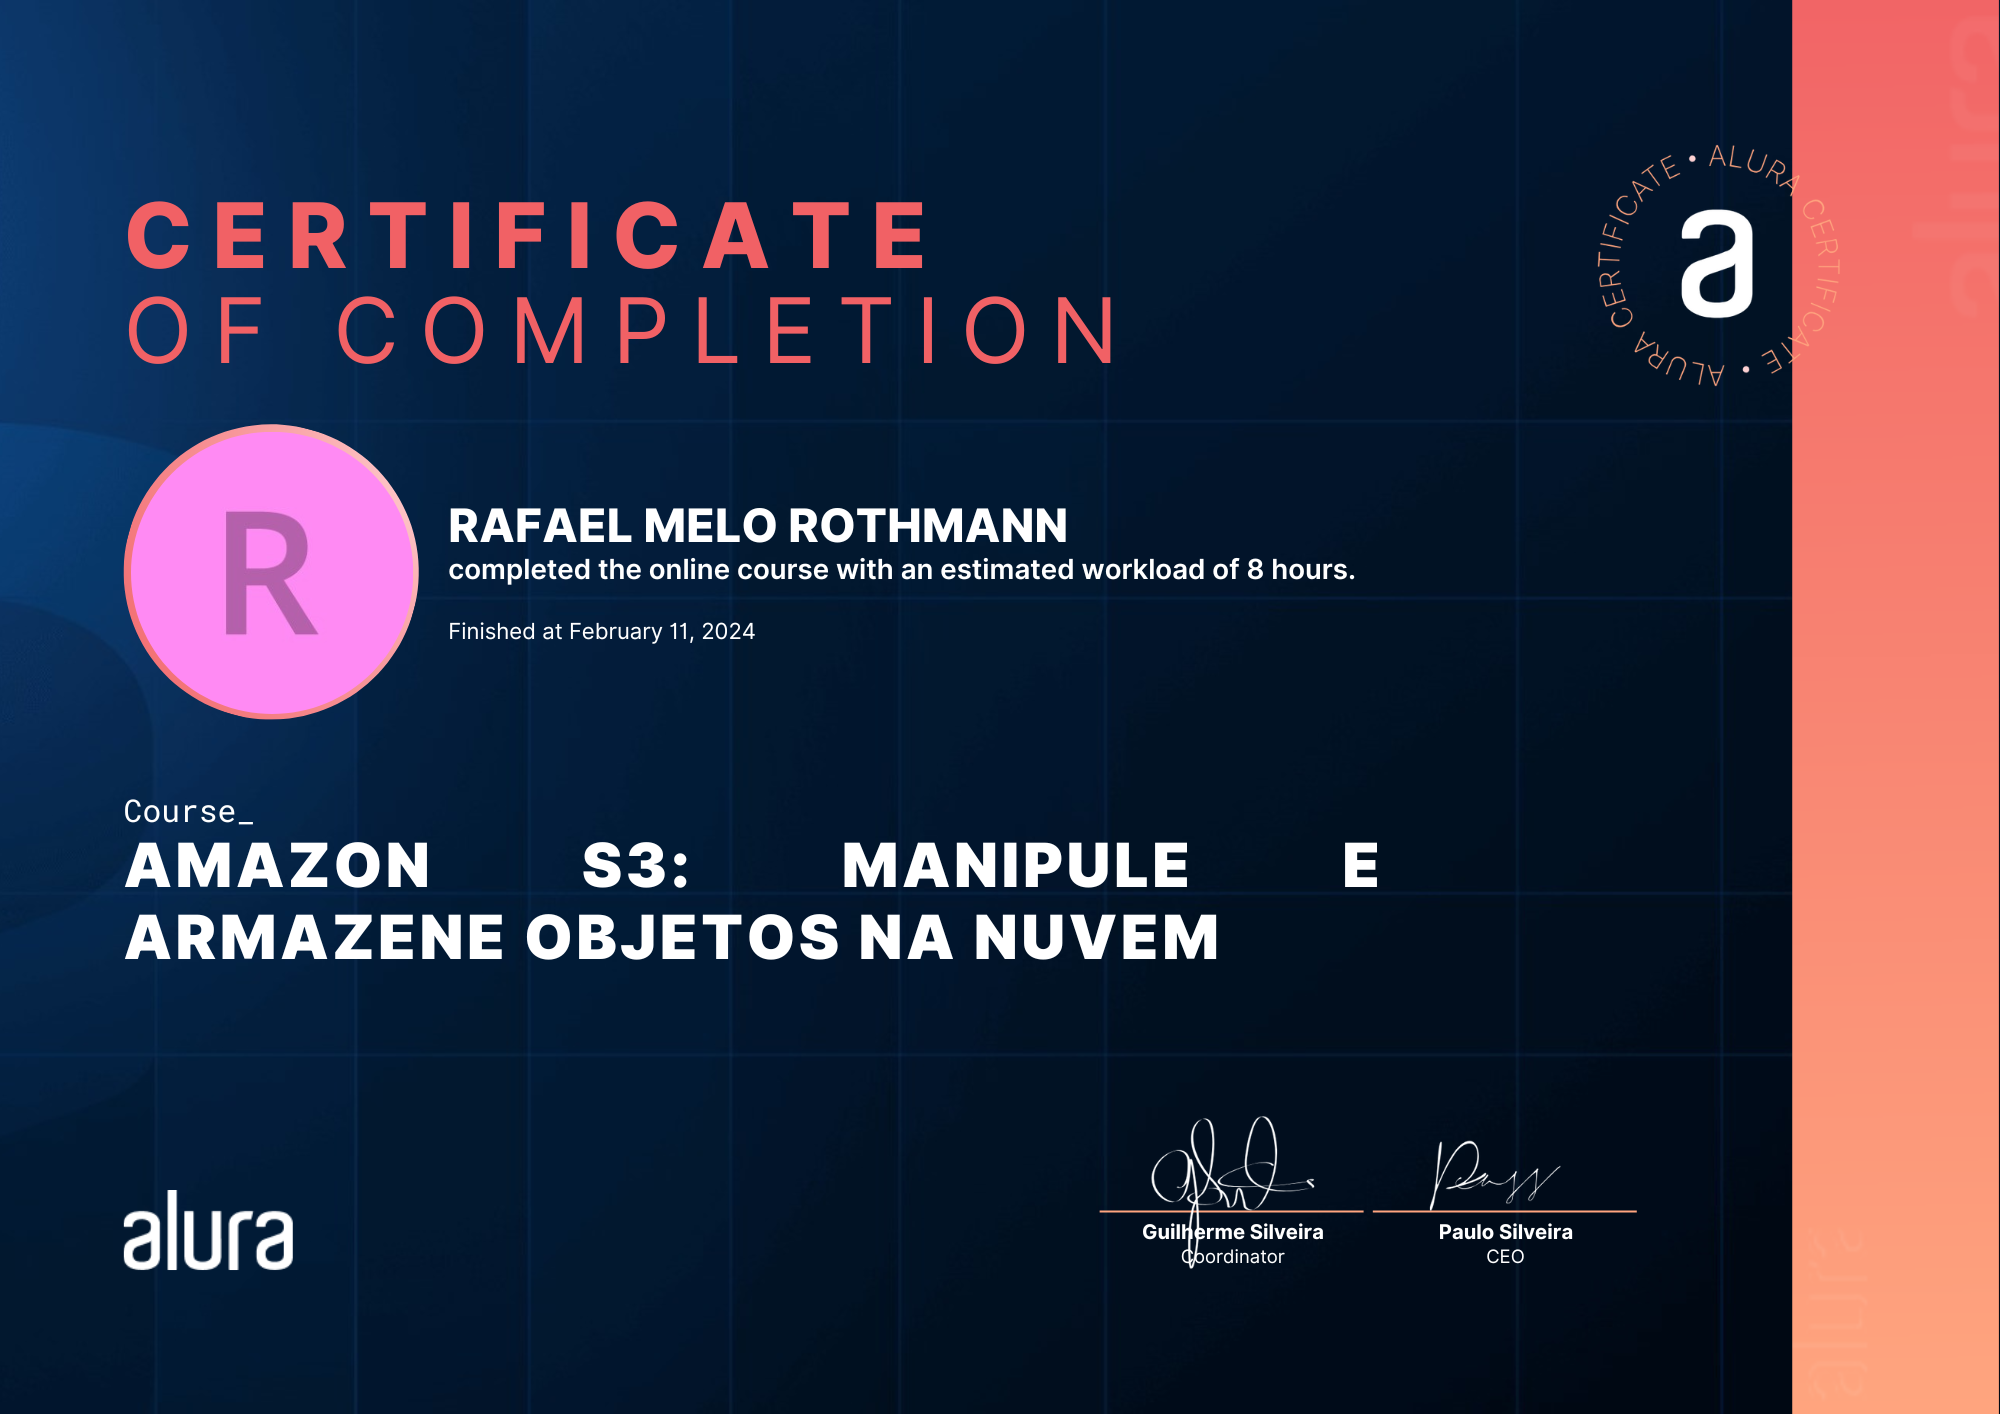 CERTIFICATE
OF COMPLETION
ALURA CERTIFICATE • ALURA CERTIFICATE •
a
R
RAFAEL MELO ROTHMANN
completed the online course with an estimated workload of 8 hours.
Finished at February 11, 2024
Course_
AMAZON S3: MANIPULE E
ARMAZENE OBJETOS NA NUVEM
alura
Guilherme Silveira
Coordinator
Paulo Silveira
CEO
alura
alura